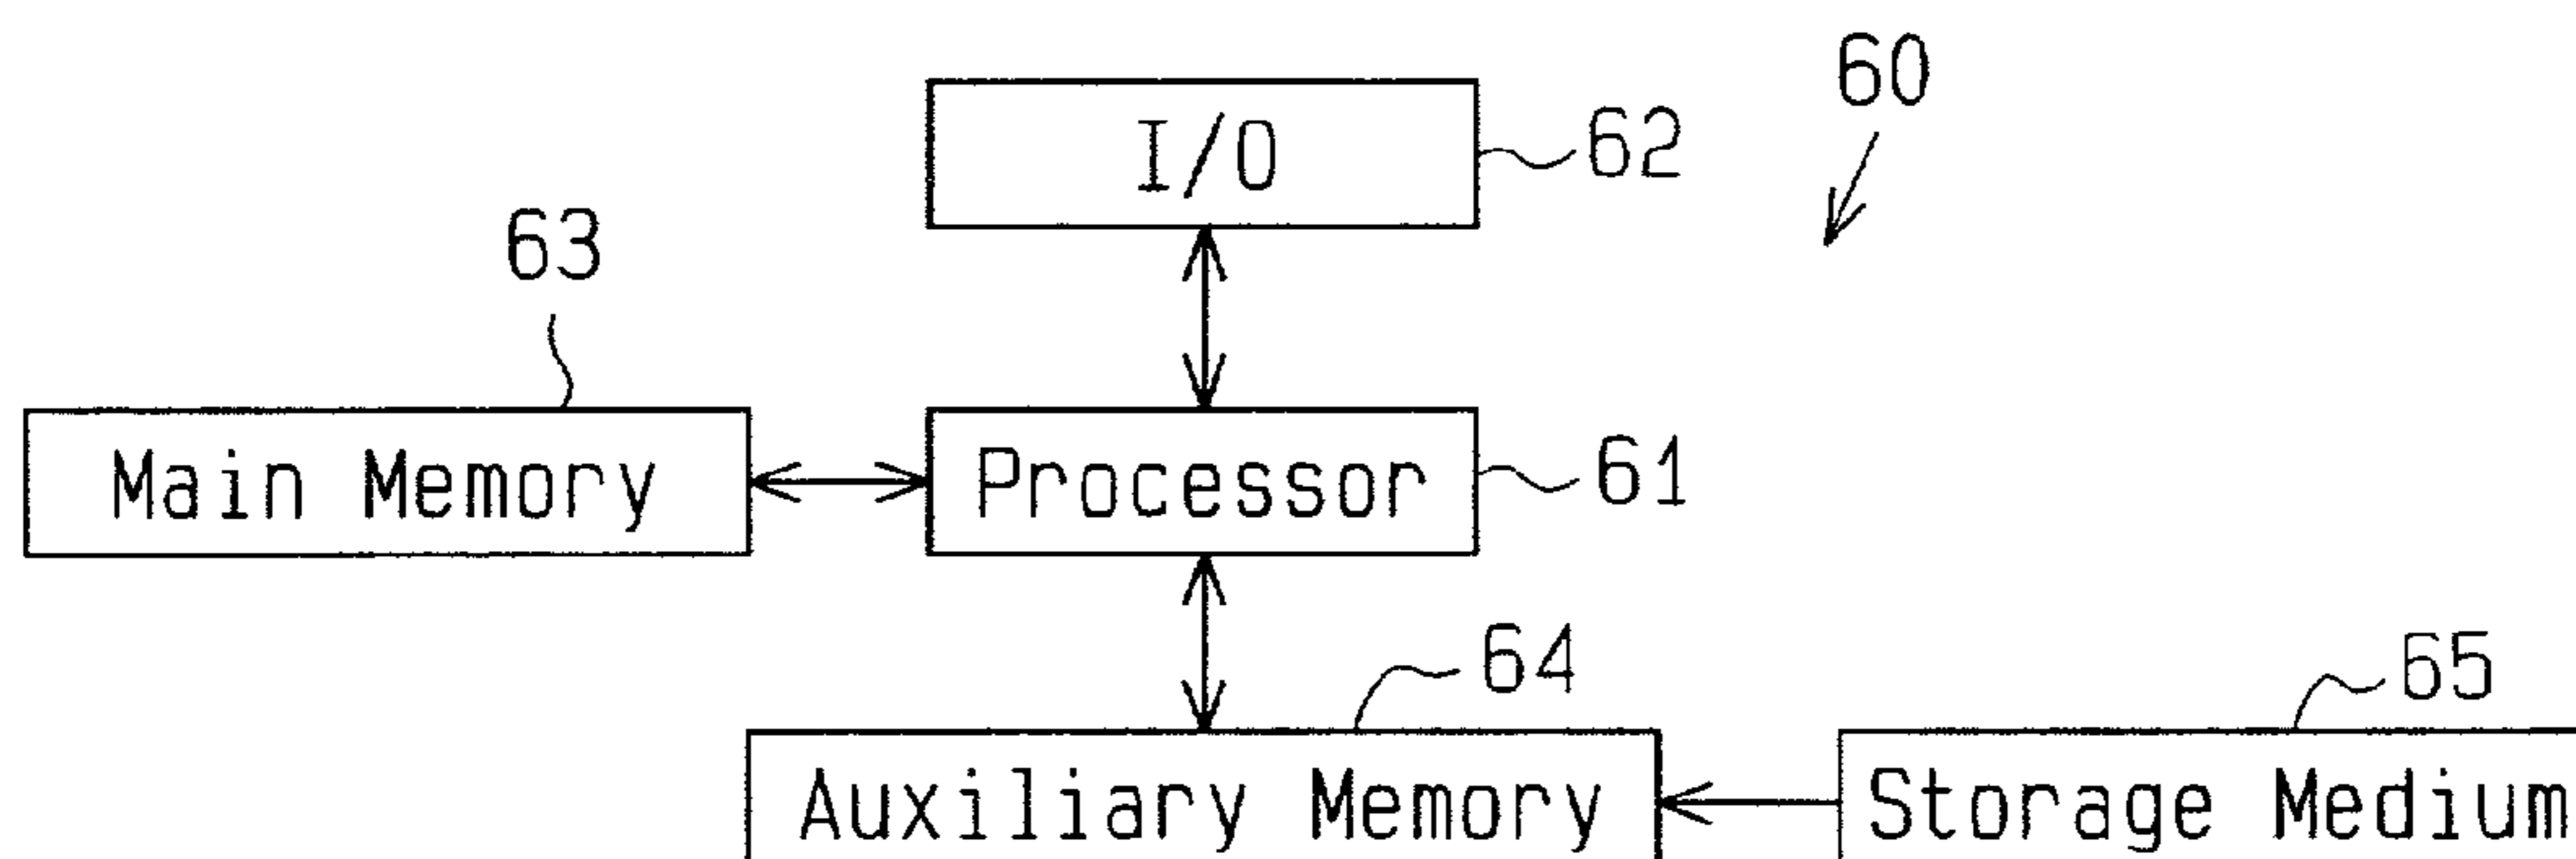 60
I/O
62
63
Main Memory
Processor
61
64
65
Auxiliary Memory
Storage Medium